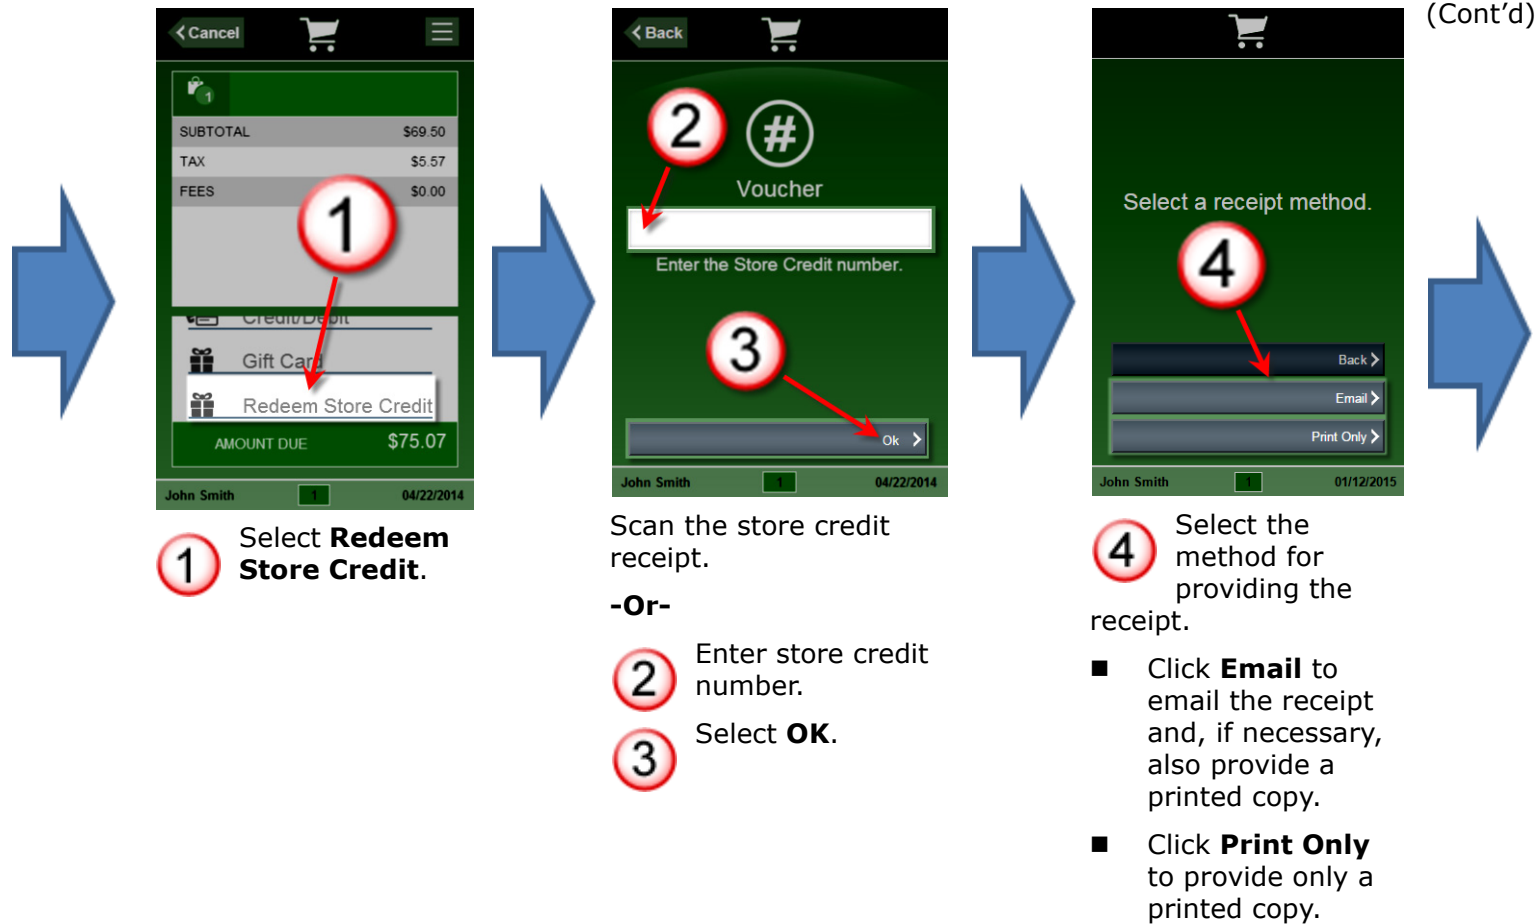 (Cont’d)
Cancel
1
SUBTOTAL $69.50
TAX $5.57
FEES $0.00
1
Credit/Debit
Gift Card
Redeem Store Credit
AMOUNT DUE $75.07
John Smith 1 04/22/2014
1 Select Redeem
Store Credit.
Back
2
#
Voucher
Enter the Store Credit number.
3
Ok
John Smith 1 04/22/2014
Scan the store credit
receipt.
-Or-
2 Enter store credit
number.
3 Select OK.
Select a receipt method.
4
Back
Email
Print Only
John Smith 1 01/12/2015
4 Select the
method for
providing the
receipt.
■ Click Email to
email the receipt
and, if necessary,
also provide a
printed copy.
■ Click Print Only
to provide only a
printed copy.